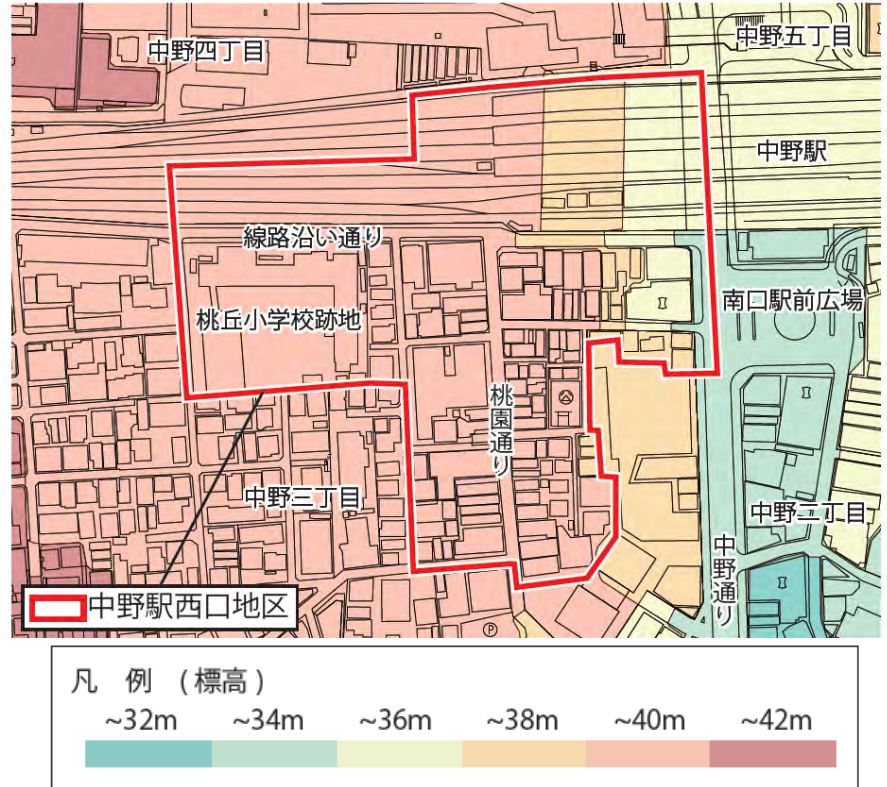 中野四丁目
中野五丁目
中野駅
線路沿い通り
南口駅前広場
桃丘小学校跡地
桃園通り
中野三丁目
中野二丁目
中野通り
中野駅西口地区
P
凡 例 (標高)
~32m ~34m ~36m ~38m ~40m ~42m